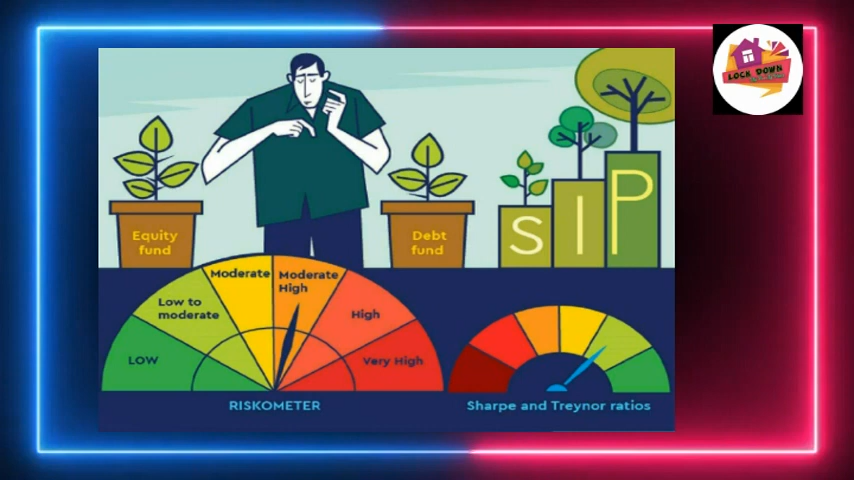 LOCK DOWN
Equity
fund
Debt
fund
SIP
Moderate
Moderate
High
Low to
moderate
High
LOW
Very High
RISKOMETER
Sharpe and Treynor ratios